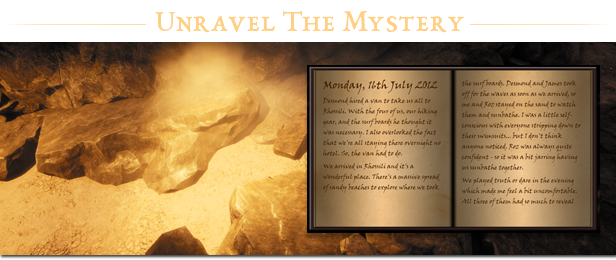 Unravel The Mystery
Monday, 16th July 2012
Desmond hired a van to take us all to
Rhosili. With the four of us, our hiking
gear, and the surf boards he thought it
was necessary. I also overlooked the fact
that we're all staying there overnight no
hotel. So, the van had to do.
We arrived in Rhosili and it's a
wonderful place. There's a massive spread
of sandy beaches to explore where we took
the surf boards. Desmond and James took
off for the waves as soon as we arrived, so
me and Roz stayed on the sand to watch
them and sunbathe. I was a little self-
conscious with everyone stripping down to
their swimsuits... but I don't think
anyone noticed. Roz was always quite
confident - so it was a bit jarring having
us sunbathe together.
We played truth or dare in the evening
which made me feel a bit uncomfortable.
All three of them had so much to reveal